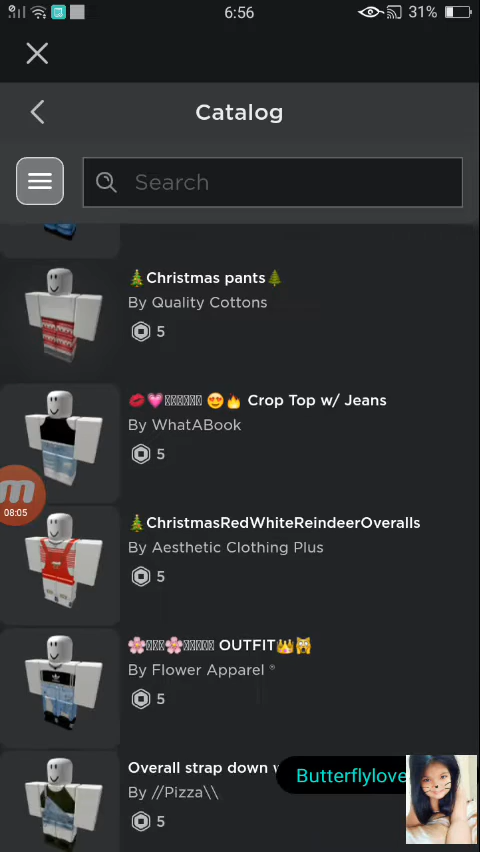 6:56
31%
Catalog
Search
🎄Christmas pants🌲
By Quality Cottons
5
💋💗 😍🔥 Crop Top w/ Jeans
By WhatABook
5
08:05
🎄ChristmasRedWhiteReindeerOveralls
By Aesthetic Clothing Plus
5
🌸🌸 OUTFIT👑🙀
By Flower Apparel ®
5
Overall strap down
By //Pizza\\
5
Butterflylove